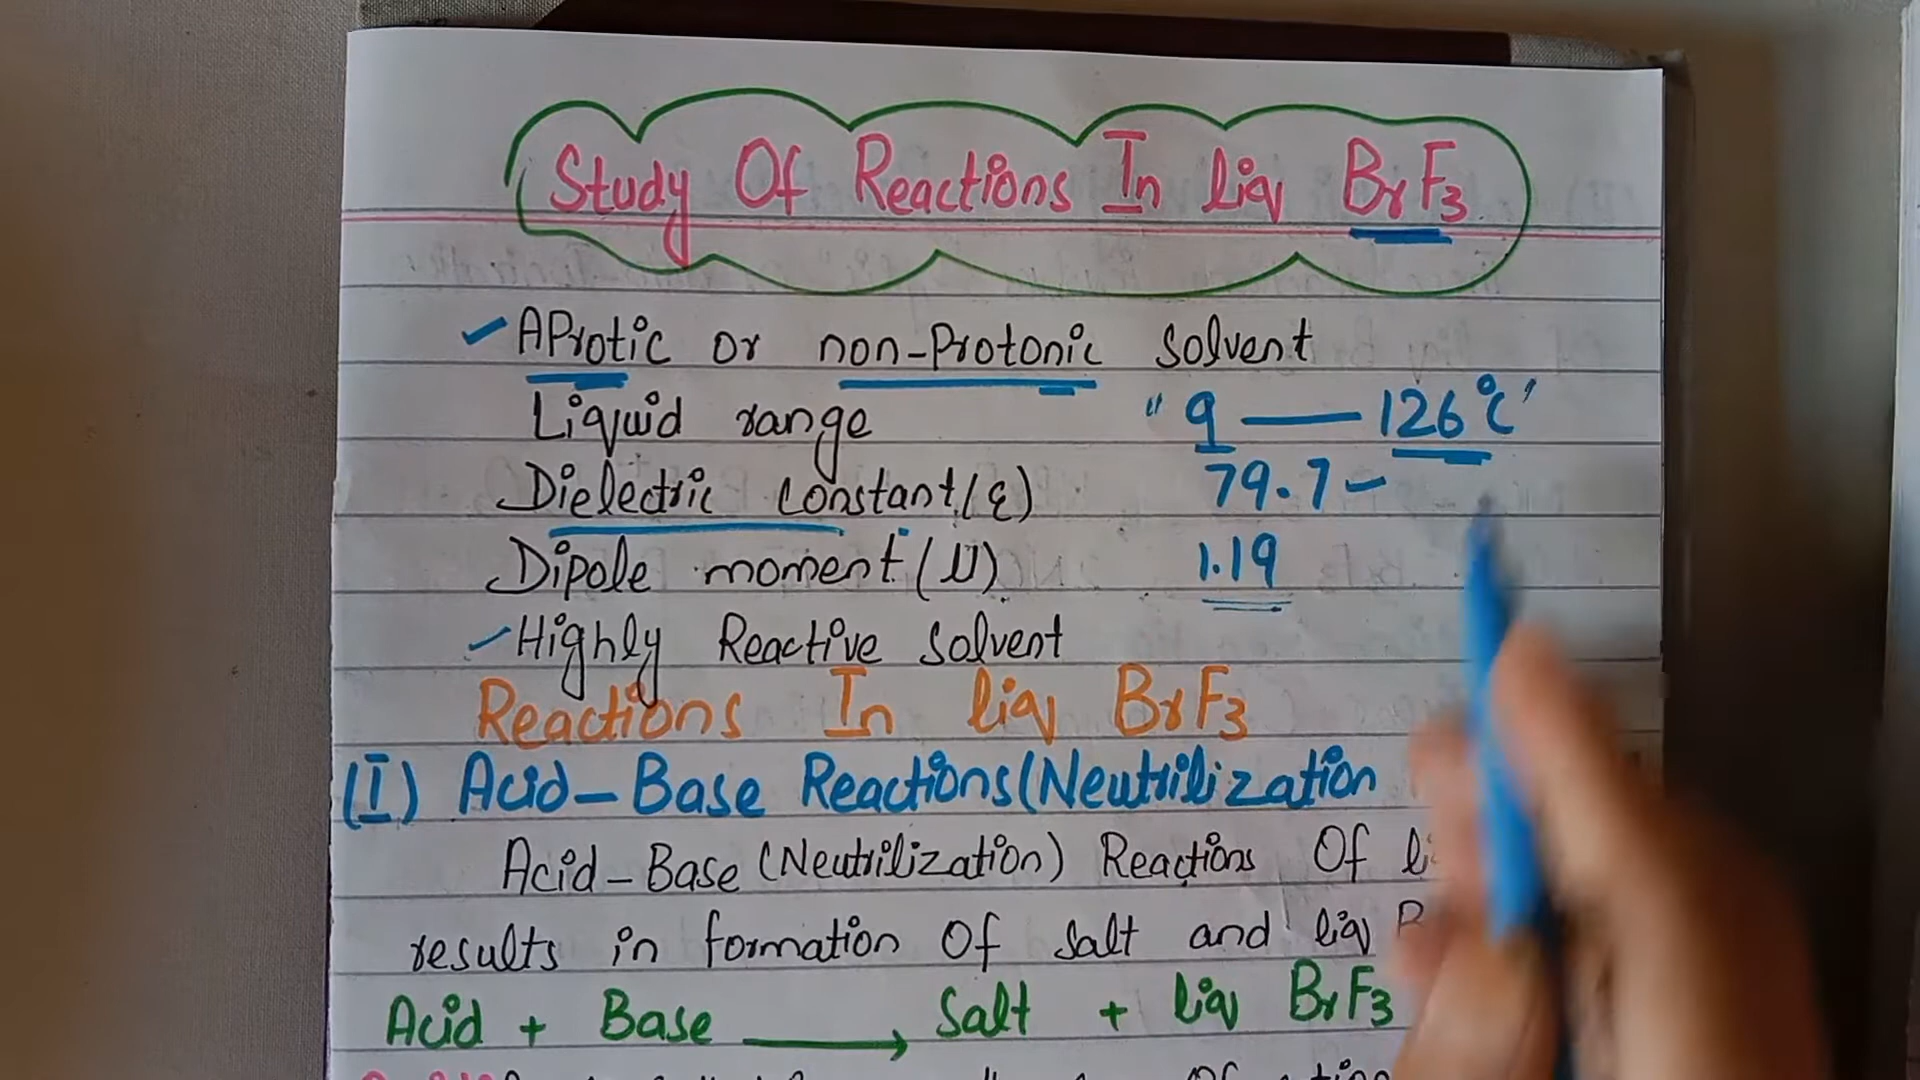 Study Of Reactions In liq BrF3
AProtic or non-Protonic solvent
Liquid range " 9 — 126°c"
Dielectric constant (ε) 79.7 –
Dipole moment (μ) 1.19
Highly Reactive solvent
Reactions In liq BrF3
(I) Acid-Base Reactions (Neutrilization
Acid-Base (Neutrilization) Reactions Of
results in formation Of salt and liq
Acid + Base → Salt + liq BrF3